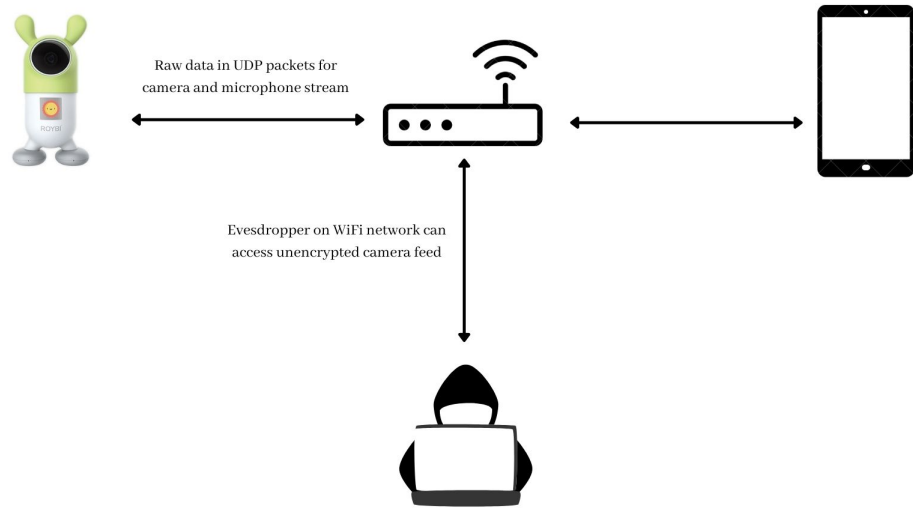 Raw data in UDP packets for
camera and microphone stream
ROYBI
Evesdropper on WiFi network can
access unencrypted camera feed